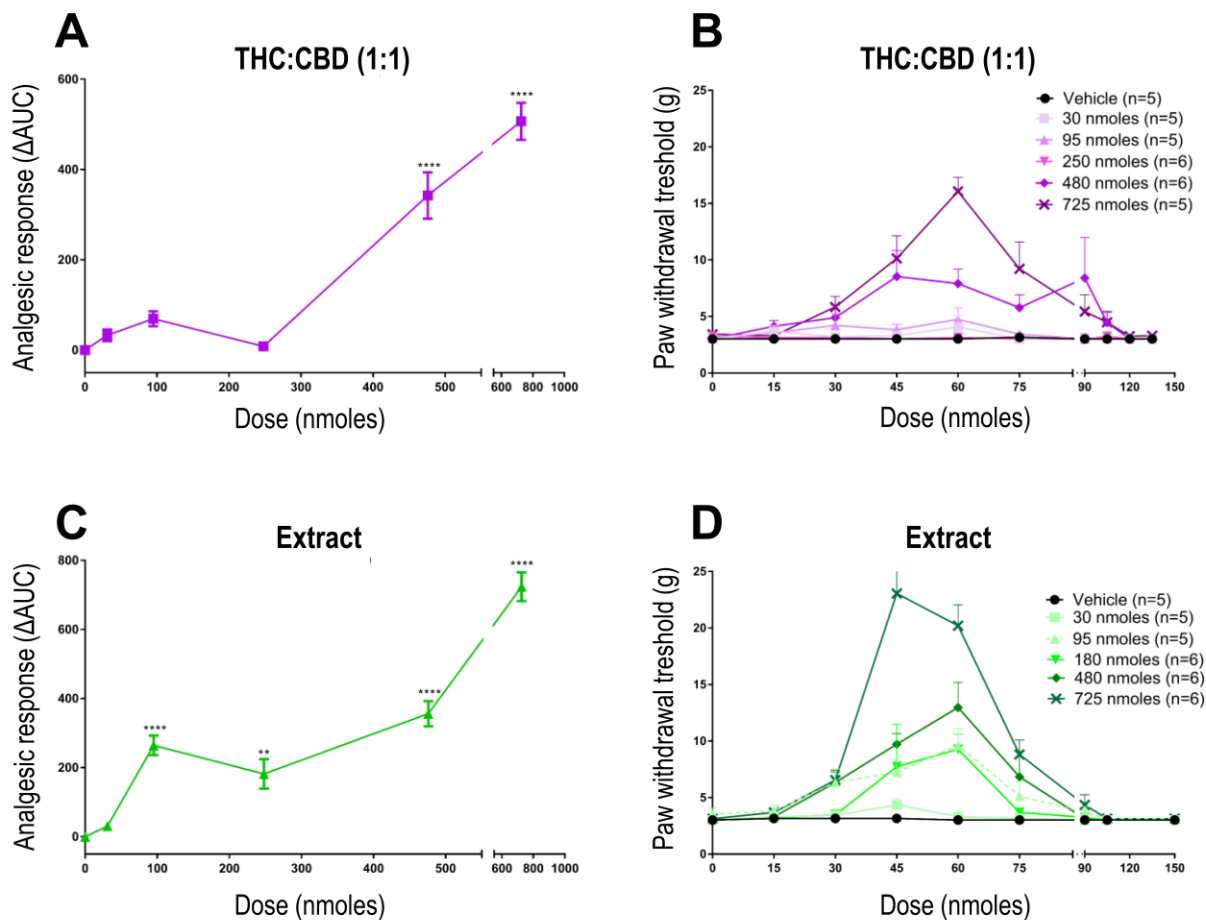 A
THC:CBD (1:1)
Analgesic response (ΔAUC)
600
400
200
0
****
****
0 100 200 300 400 500 600 800 1000
Dose (nmoles)
B
THC:CBD (1:1)
Paw withdrawal treshold (g)
25
20
15
10
5
0
Vehicle (n=5)
30 nmoles (n=5)
95 nmoles (n=5)
250 nmoles (n=6)
480 nmoles (n=6)
725 nmoles (n=5)
0 15 30 45 60 75 90 120 150
Dose (nmoles)
C
Extract
Analgesic response (ΔAUC)
800
600
400
200
0
****
**
****
****
0 100 200 300 400 500 600 800 1000
Dose (nmoles)
D
Extract
Paw withdrawal treshold (g)
25
20
15
10
5
0
Vehicle (n=5)
30 nmoles (n=5)
95 nmoles (n=5)
180 nmoles (n=6)
480 nmoles (n=6)
725 nmoles (n=6)
0 15 30 45 60 75 90 120 150
Dose (nmoles)